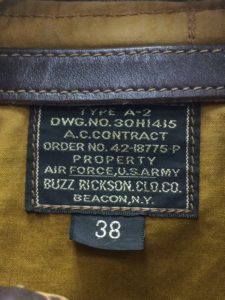 TYPE A-2
DWG. NO. 30H1415
A.C. CONTRACT
ORDER NO. 42-18775-P
PROPERTY
AIR FORCE, U.S. ARMY
BUZZ RICKSON. CLO. CO.
BEACON, N.Y.
38